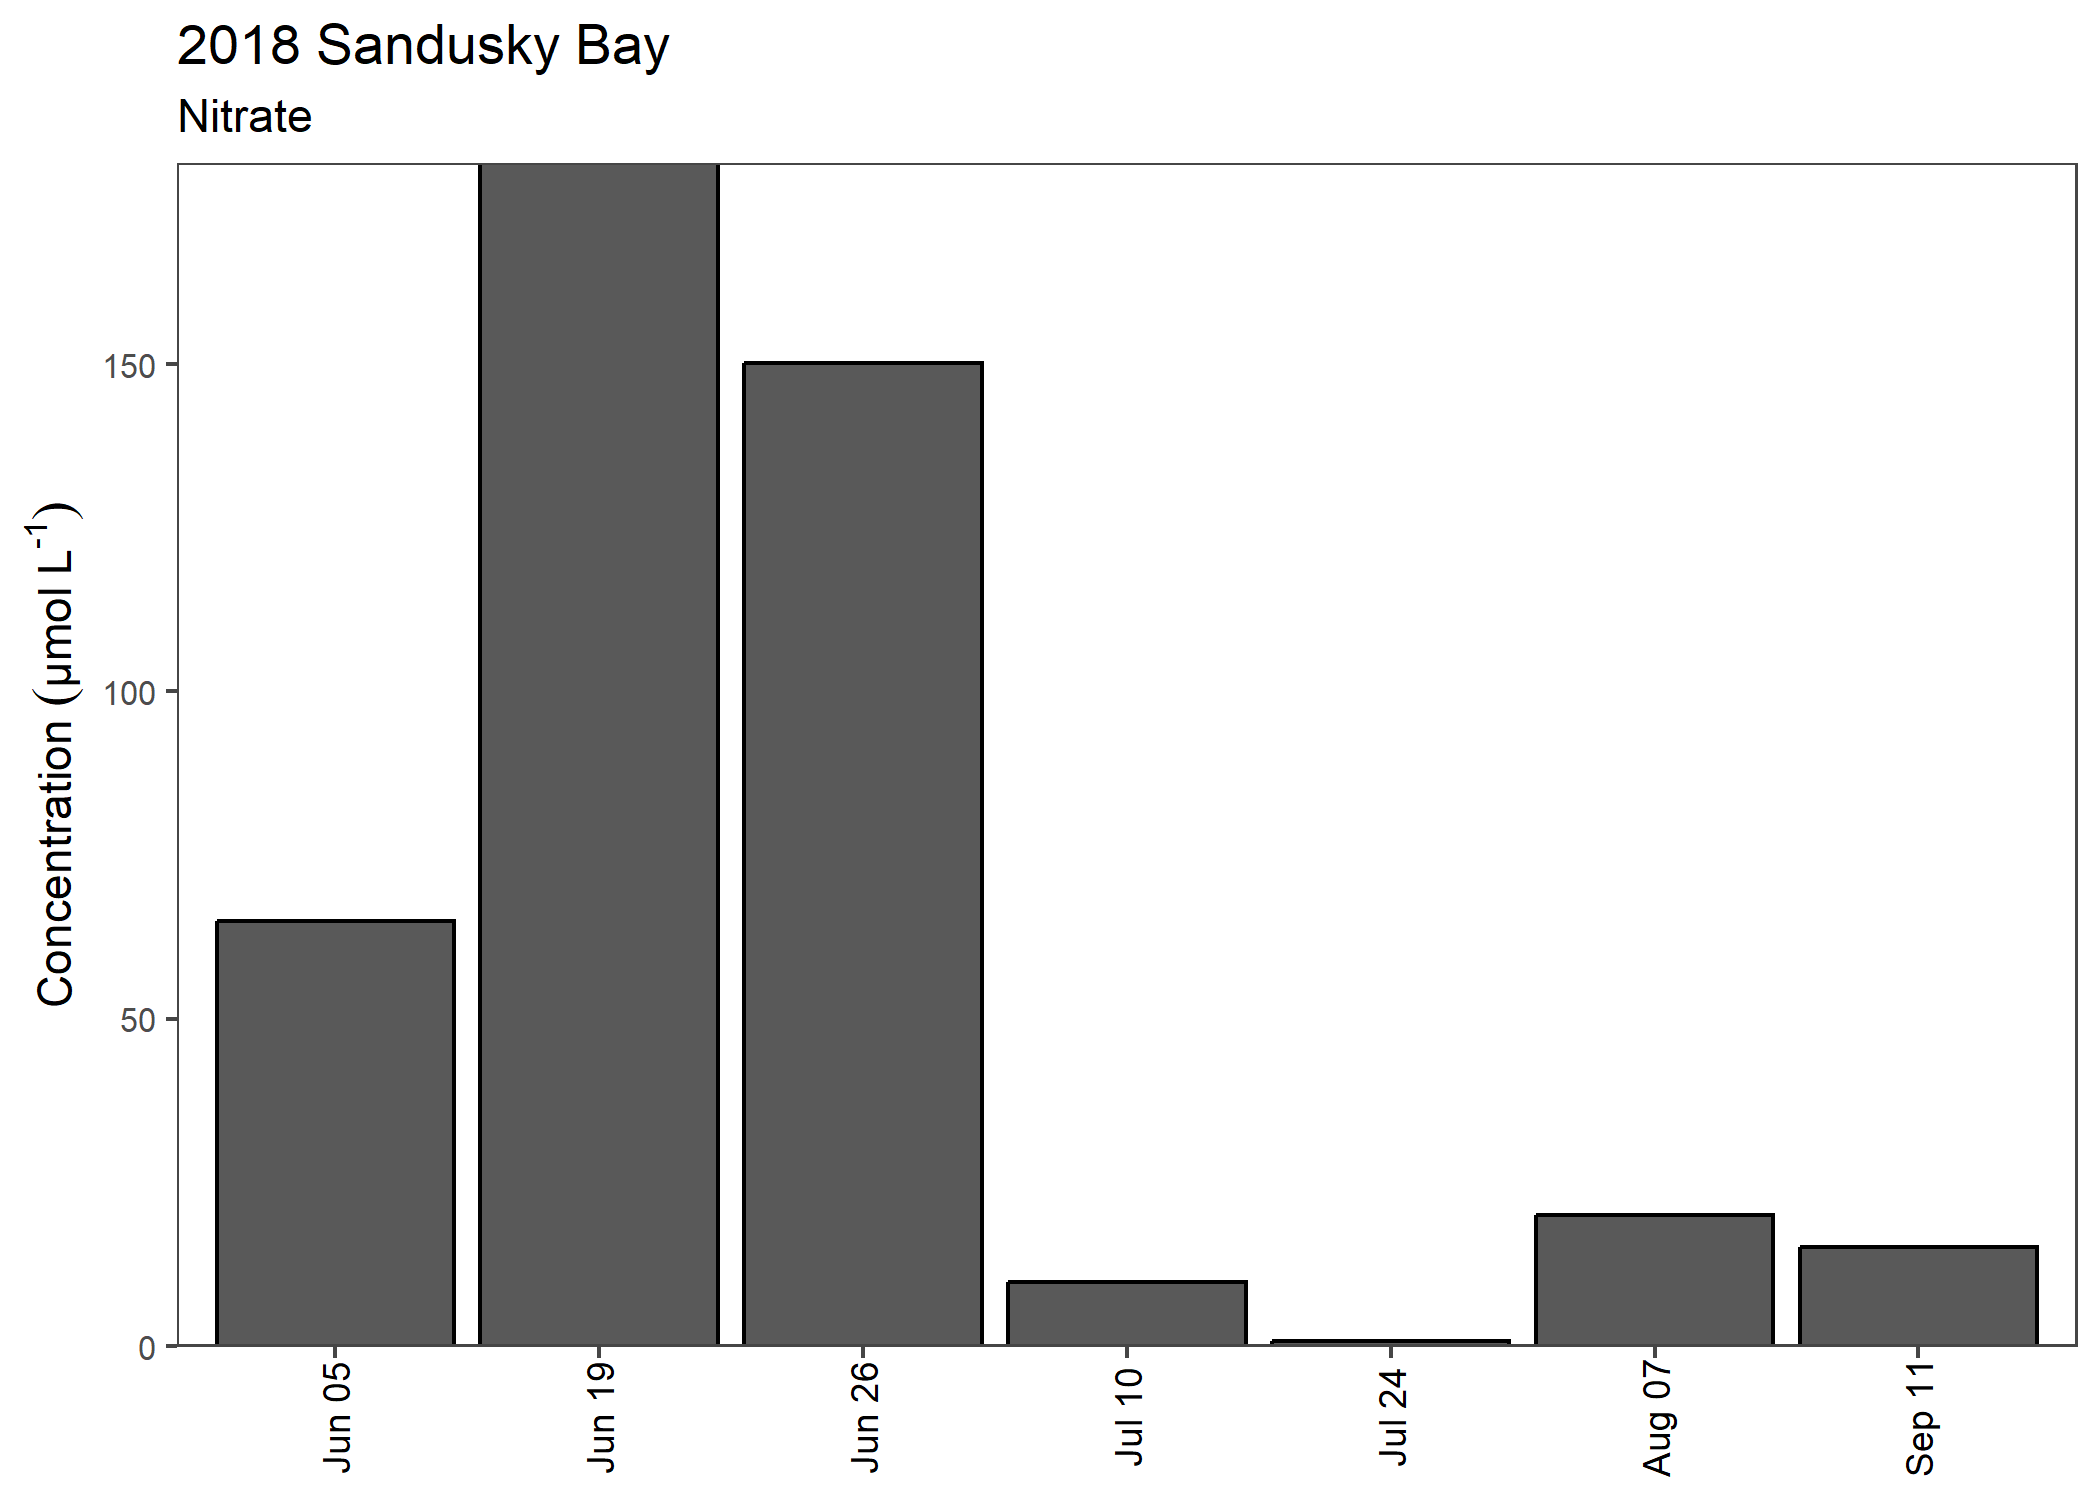 2018 Sandusky Bay
Nitrate
Concentration (µmol L⁻¹)
150
100
50
0
Jun 05
Jun 19
Jun 26
Jul 10
Jul 24
Aug 07
Sep 11